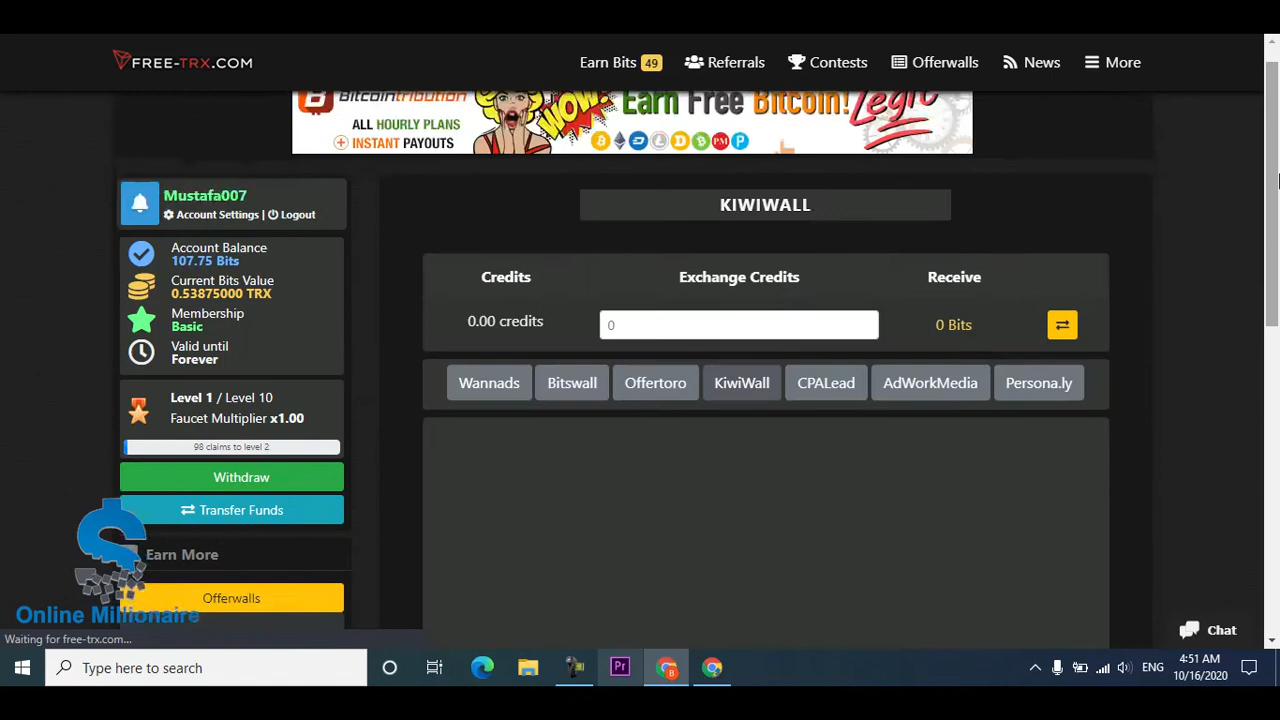 FREE-TRX.COM
Earn Bits 49
Referrals
Contests
Offerwalls
News
More
Bitcointribution
ALL HOURLY PLANS
INSTANT PAYOUTS
WOW
Earn Free Bitcoin!
Legit
Mustafa007
Account Settings | Logout
Account Balance
107.75 Bits
Current Bits Value
0.53875000 TRX
Membership
Basic
Valid until
Forever
Level 1 / Level 10
Faucet Multiplier x1.00
98 claims to level 2
Withdraw
Transfer Funds
Earn More
Offerwalls
KIWIWALL
Credits
Exchange Credits
Receive
0.00 credits
0
0 Bits
Wannads
Bitswall
Offertoro
KiwiWall
CPALead
AdWorkMedia
Persona.ly
Online Millionaire
Chat
Waiting for free-trx.com...
Type here to search
Pr
B
ENG
4:51 AM
10/16/2020